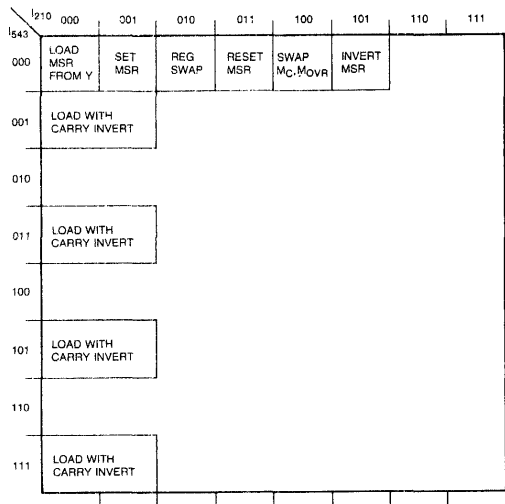 I210 000 001 010 011 100 101 110 111
I543
000 LOAD MSR FROM Y SET MSR REG SWAP RESET MSR SWAP MC,MOVR INVERT MSR
001 LOAD WITH CARRY INVERT
010
011 LOAD WITH CARRY INVERT
100
101 LOAD WITH CARRY INVERT
110
111 LOAD WITH CARRY INVERT